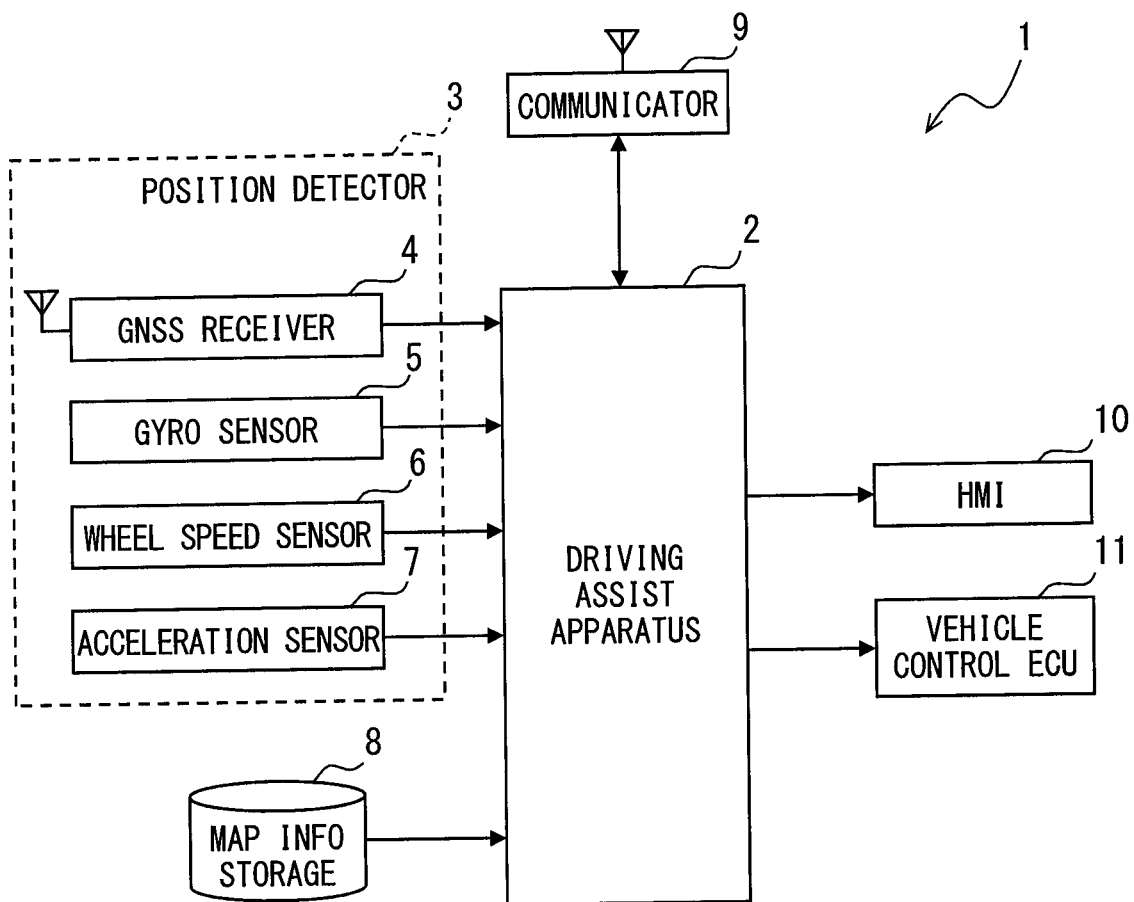 9
1
COMMUNICATOR
3
POSITION DETECTOR
2
4
GNSS RECEIVER
5
GYRO SENSOR
10
HMI
6
WHEEL SPEED SENSOR
7
ACCELERATION SENSOR
DRIVING
ASSIST
APPARATUS
11
VEHICLE
CONTROL ECU
8
MAP INFO
STORAGE